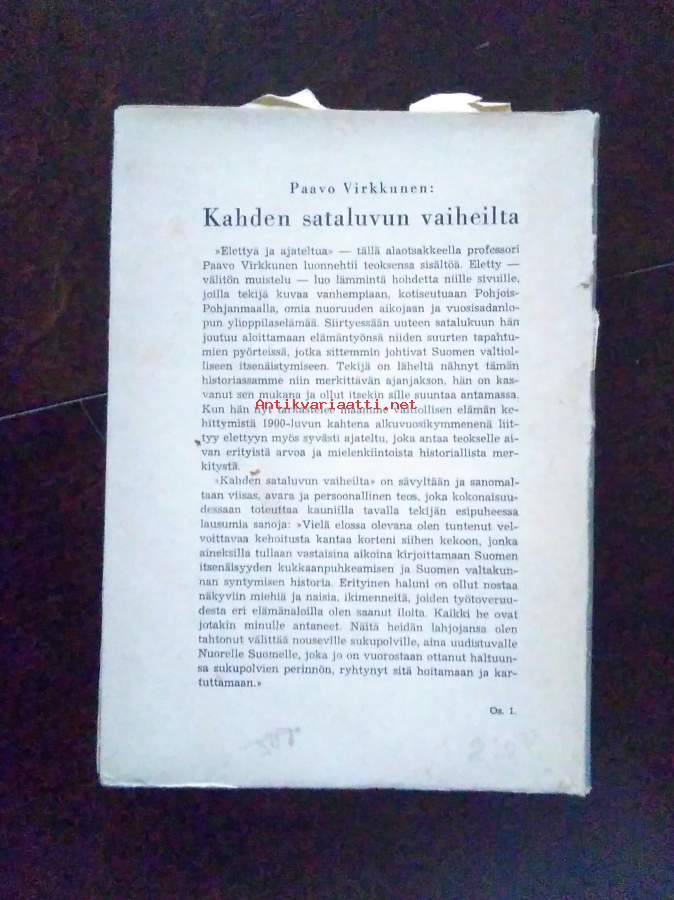 Paavo Virkkunen:
Kahden sataluvun vaiheilta
»Elettyä ja ajateltua» — tällä alaotsakkeella professori
Paavo Virkkunen luonnehtii teoksensa sisältöä. Eletty —
välitön muistelu — luo lämmintä hohdetta niille sivuille,
joilla tekijä kuvaa vanhempiaan, kotiseutuaan Pohjois-
Pohjanmaalla, omia nuoruuden aikojaan ja vuosisadanlo-
pun ylioppilaselämää. Siirtyessään uuteen satalukuun hän
joutuu aloittamaan elämäntyönsä niiden suurten tapahtu-
mien pyörteissä, jotka sittemmin johtivat Suomen valtiol-
liseen itsenäistymiseen. Tekijä on läheltä nähnyt tämän
historiassamme niin merkittävän ajanjakson, hän on kas-
vanut sen mukana ja ollut itsekin sille suuntaa antamassa.
Antikvariaatti.net
Kun hän nyt tarkastelee maamme valtiollisen elämän ke-
hittymistä 1900-luvun kahtena alkuvuosikymmenenä liit-
tyy elettyyn myös syvästi ajateltu, joka antaa teokselle ai-
van erityistä arvoa ja mielenkiintoista historiallista mer-
kitystä.
»Kahden sataluvun vaiheilta» on sävyltään ja sanomal-
taan viisas, avara ja persoonallinen teos, joka kokonaisuu-
dessaan toteuttaa kauniilla tavalla tekijän esipuheessa
lausumia sanoja: »Vielä elossa olevana olen tuntenut vel-
voittavaa kehoitusta kantaa korteni siihen kekoon, jonka
aineksilla tullaan vastaisina aikoina kirjoittamaan Suomen
itsenäisyyden kukkaanpuhkeamisen ja Suomen valtakun-
nan syntymisen historia. Erityinen haluni on ollut nostaa
näkyviin miehiä ja naisia, ikimenneitä, joiden työtoveruu-
desta eri elämänaloilla olen saanut iloita. Kaikki he ovat
jotakin minulle antaneet. Näitä heidän lahjojansa olen
tahtonut välittää nouseville sukupolville, aina uudistuvalle
Nuorelle Suomelle, joka jo on vuorostaan ottanut haltuun-
sa sukupolvien perinnön, ryhtynyt sitä hoitamaan ja kar-
tuttamaan.»
Os. 1.